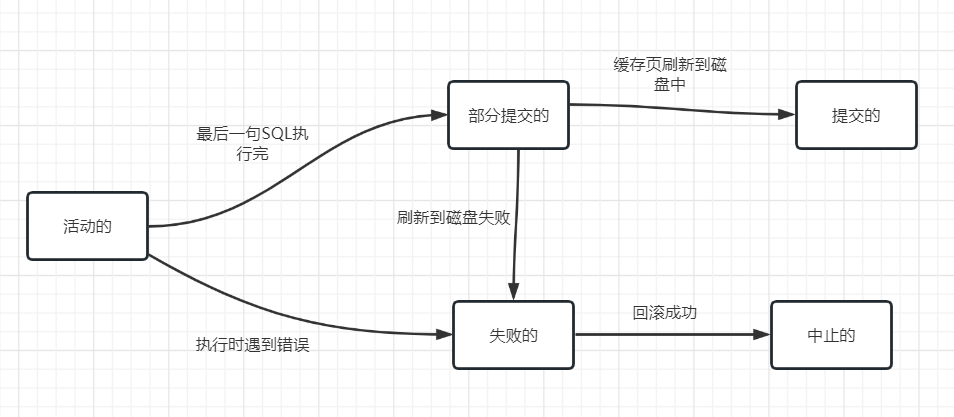 缓存页刷新到磁
盘中
部分提交的
提交的
最后一句SQL执
行完
活动的
刷新到磁盘失败
执行时遇到错误
失败的
回滚成功
中止的